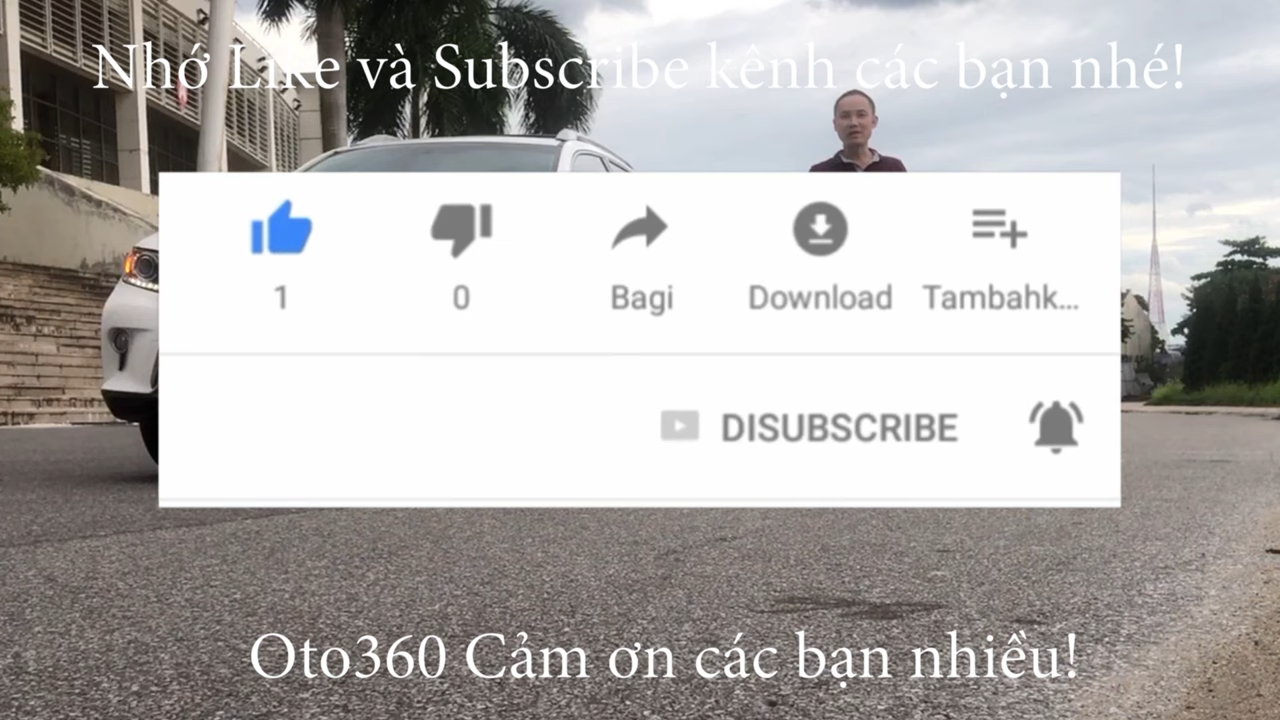 Nhớ Like và Subscribe kênh các bạn nhé!
1 0 Bagi Download Tambahk...
DISUBSCRIBE
Oto360 Cảm ơn các bạn nhiều!